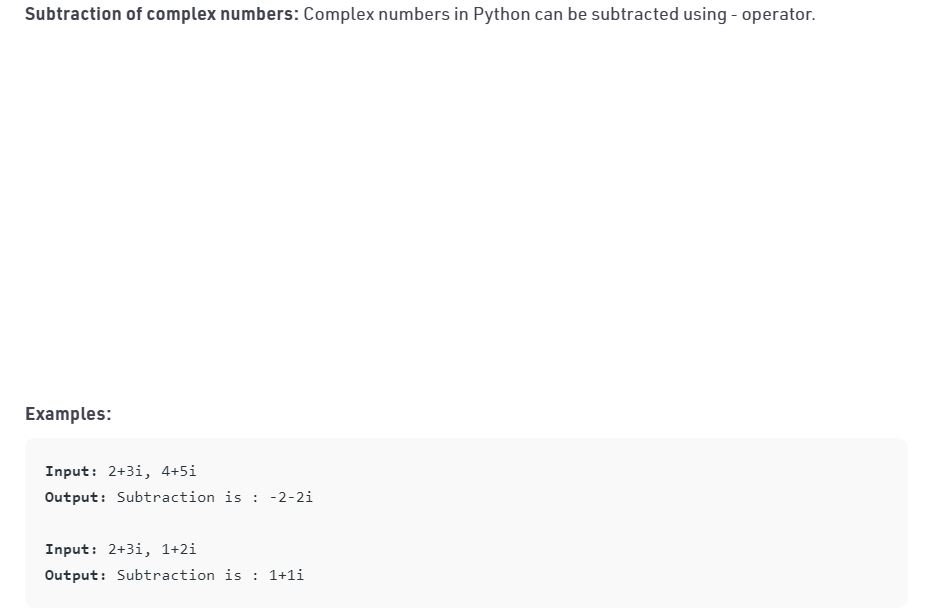 Subtraction of complex numbers: Complex numbers in Python can be subtracted using - operator.
Examples:
Input: 2+3i, 4+5i
Output: Subtraction is : -2-2i
Input: 2+3i, 1+2i
Output: Subtraction is : 1+1i